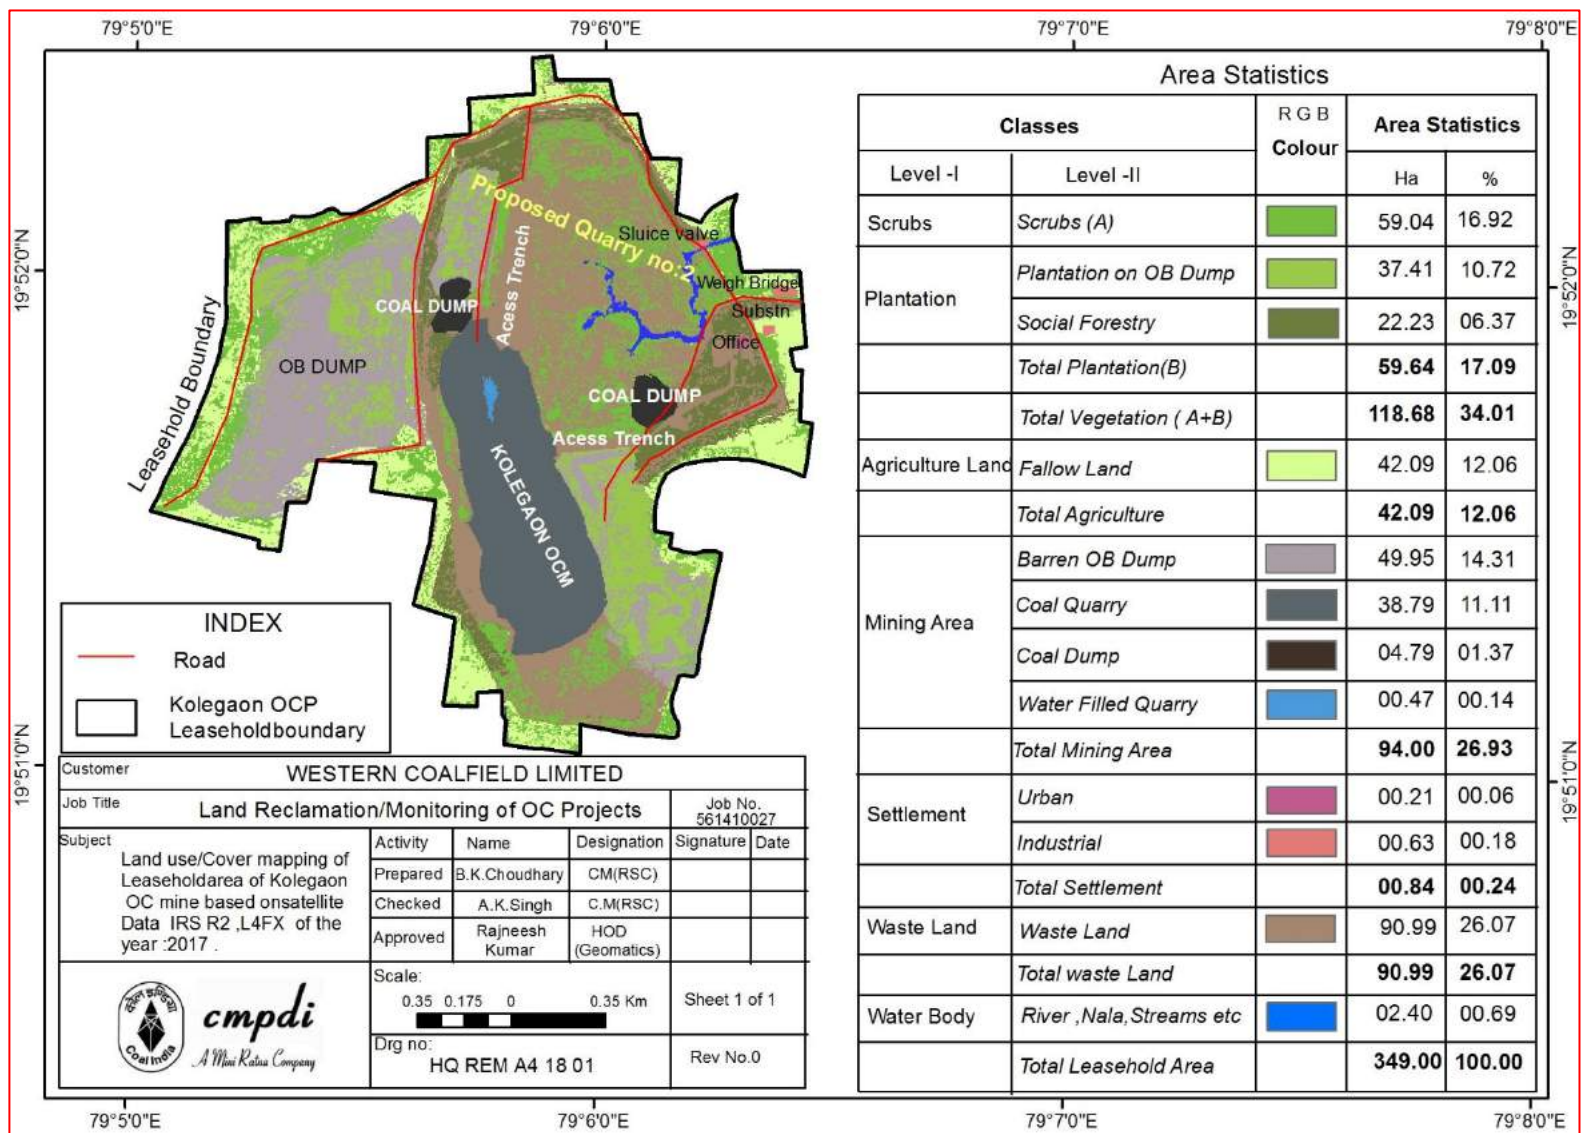 79°5'0"E 79°6'0"E 79°7'0"E 79°8'0"E
19°52'0"N
19°51'0"N
Sluice valve
Proposed Quarry no:2
Acess Trench
Weigh Bridge
COAL DUMP
Substn
Office
OB DUMP
COAL DUMP
Leasehold Boundary
Acess Trench
KOLEGAON OCM
INDEX
Road
Kolegaon OCP
Leaseholdboundary
Customer WESTERN COALFIELD LIMITED
Job Title Land Reclamation/Monitoring of OC Projects Job No.
561410027
Subject
Land use/Cover mapping of
Leaseholdarea of Kolegaon
OC mine based onsatellite
Data IRS R2 ,L4FX of the
year :2017 .
Activity Name Designation Signature Date
Prepared B.K.Choudhary CM(RSC)
Checked A.K.Singh C.M(RSC)
Approved Rajneesh Kumar HOD (Geomatics)
Coal India
cmpdi
A Mini Ratna Company
Scale:
0.35 0.175 0 0.35 Km
Sheet 1 of 1
Drg no:
HQ REM A4 18 01
Rev No.0
Area Statistics
Classes R G B Colour Area Statistics
Level -I Level -II Ha %
Scrubs Scrubs (A) 59.04 16.92
Plantation Plantation on OB Dump 37.41 10.72
Social Forestry 22.23 06.37
Total Plantation(B) 59.64 17.09
Total Vegetation ( A+B) 118.68 34.01
Agriculture Land Fallow Land 42.09 12.06
Total Agriculture 42.09 12.06
Mining Area Barren OB Dump 49.95 14.31
Coal Quarry 38.79 11.11
Coal Dump 04.79 01.37
Water Filled Quarry 00.47 00.14
Total Mining Area 94.00 26.93
Settlement Urban 00.21 00.06
Industrial 00.63 00.18
Total Settlement 00.84 00.24
Waste Land Waste Land 90.99 26.07
Total waste Land 90.99 26.07
Water Body River ,Nala,Streams etc 02.40 00.69
Total Leasehold Area 349.00 100.00
19°52'0"N
19°51'0"N
79°5'0"E 79°6'0"E 79°7'0"E 79°8'0"E